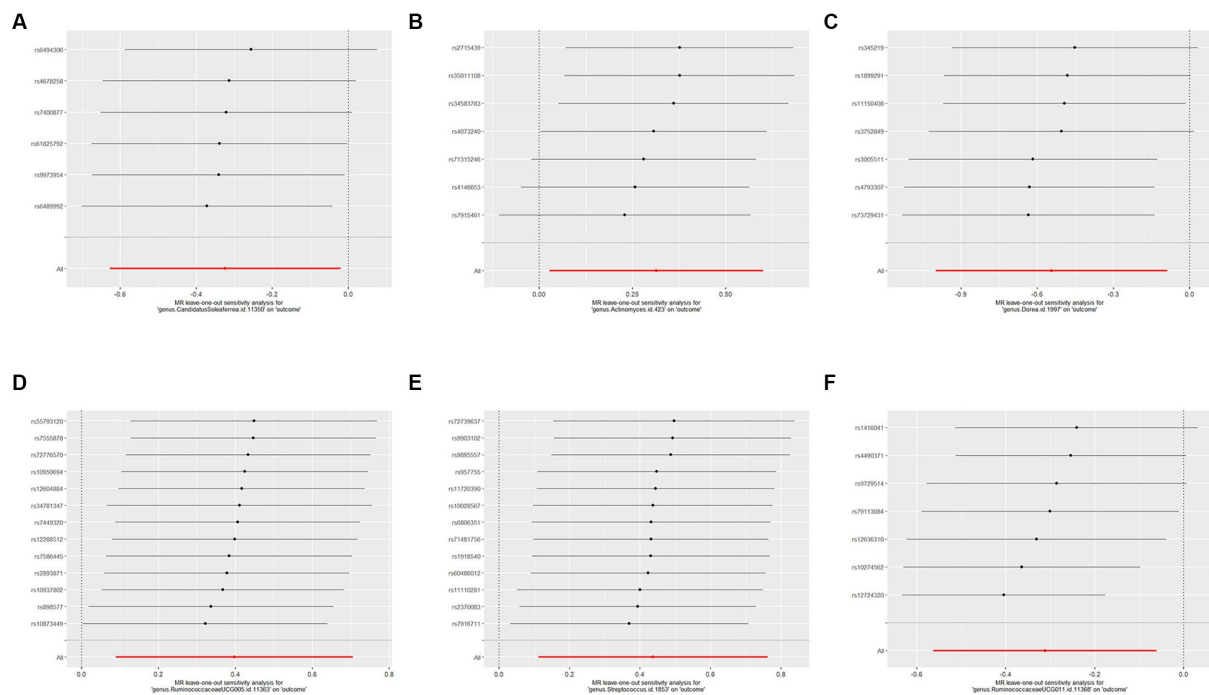 A
rs6494306
rs4678258
rs7400877
rs61825792
rs9973954
rs6489992
All
-0.6 -0.4 -0.2 0.0
MR leave-one-out sensitivity analysis for
'genus.CandidatusSoleaferrea.id.11350' on 'outcome'
B
rs2715439
rs35011108
rs34583783
rs4073240
rs71315246
rs4146653
rs7915461
All
0.00 0.25 0.50
MR leave-one-out sensitivity analysis for
'genus.Actinomyces.id.423' on 'outcome'
C
rs345219
rs1899291
rs11150408
rs3752849
rs3005511
rs4793307
rs73729431
All
-0.9 -0.6 -0.3 0.0
MR leave-one-out sensitivity analysis for
'genus.Dorea.id.1997' on 'outcome'
D
rs55793120
rs7555878
rs72776570
rs10950694
rs12604884
rs34781347
rs7449320
rs12288512
rs7586445
rs2893871
rs10937802
rs898577
rs10873449
All
0.0 0.2 0.4 0.6 0.8
MR leave-one-out sensitivity analysis for
'genus.RuminococcaceaeUCG005.id.11363' on 'outcome'
E
rs72739637
rs9903102
rs9895557
rs957755
rs11720390
rs10028567
rs6806351
rs71481756
rs1918540
rs60486012
rs11110281
rs2370083
rs7916711
All
0.0 0.2 0.4 0.6 0.8
MR leave-one-out sensitivity analysis for
'genus.Streptococcus.id.1853' on 'outcome'
F
rs1416041
rs4490371
rs9729514
rs79113084
rs12636310
rs10274562
rs12724320
All
-0.6 -0.4 -0.2 0.0
MR leave-one-out sensitivity analysis for
'genus.RuminococcaceaeUCG011.id.11368' on 'outcome'